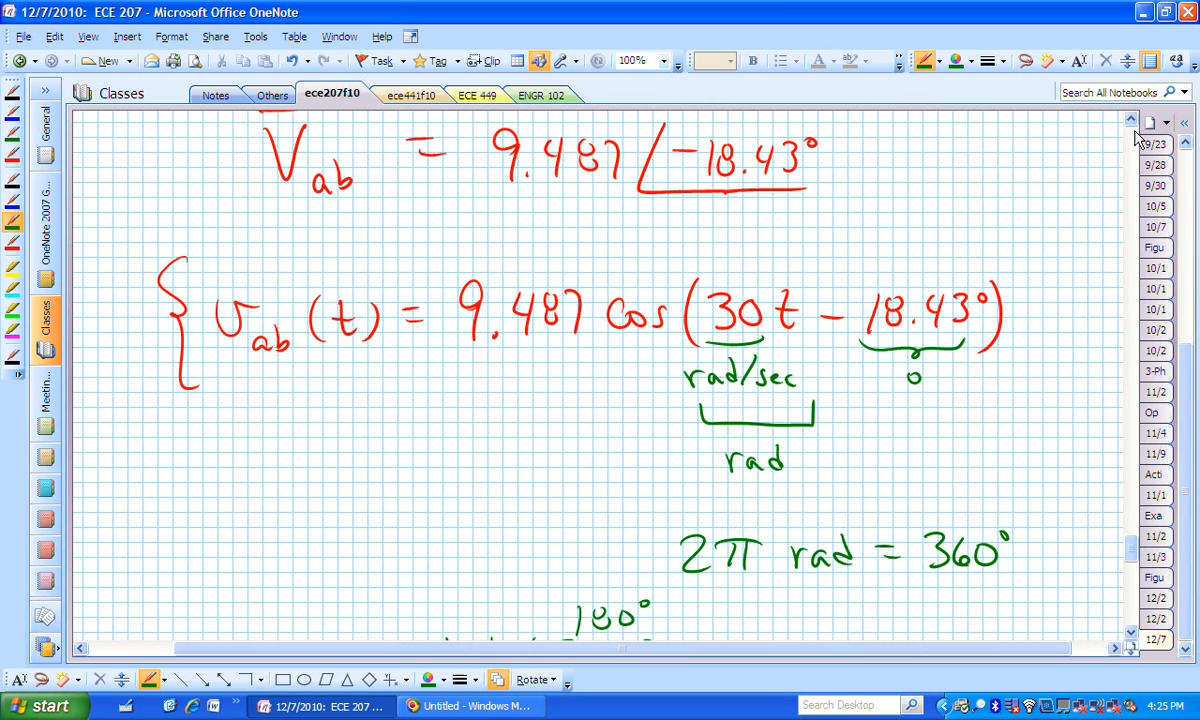 12/7/2010: ECE 207 - Microsoft Office OneNote
File Edit View Insert Format Share Tools Table Window Help
New Task Tag Clip 100% B A ab
Classes Notes Others ece207f10 ece441f10 ECE 449 ENGR 102 Search All Notebooks
General
OneNote 2007 G...
Classes
Meetin...
V̅ab = 9.487 ∠-18.43°
vab(t) = 9.487 cos(30t - 18.43°)
rad/sec °
rad
2π rad = 360°
180°
9/23
9/28
9/30
10/5
10/7
Figu
10/1
10/1
10/1
10/2
10/2
3-Ph
11/2
Op
11/4
11/9
Acti
11/1
Exa
11/2
11/3
Figu
12/2
12/2
12/7
Rotate
start 12/7/2010: ECE 207 ... Untitled - Windows M... Search Desktop 4:25 PM